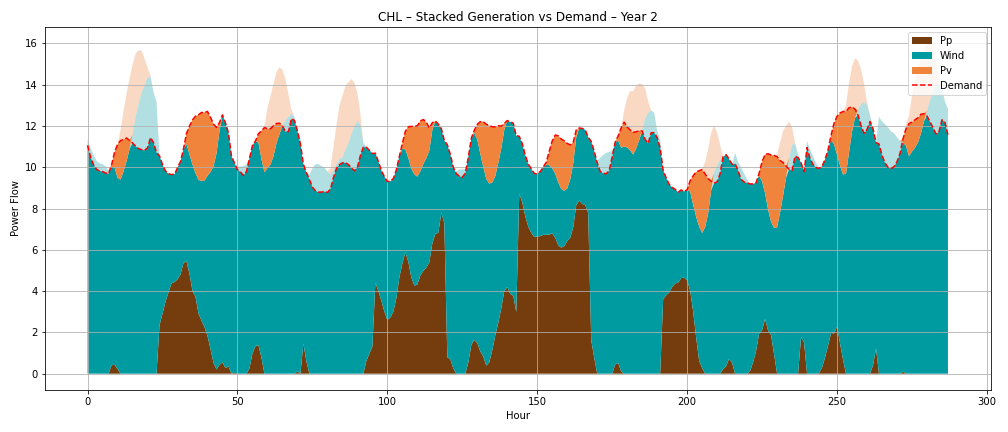 CHL – Stacked Generation vs Demand – Year 2
Pp
Wind
Pv
Demand
Power Flow
16
14
12
10
8
6
4
2
0
0 50 100 150 200 250 300
Hour